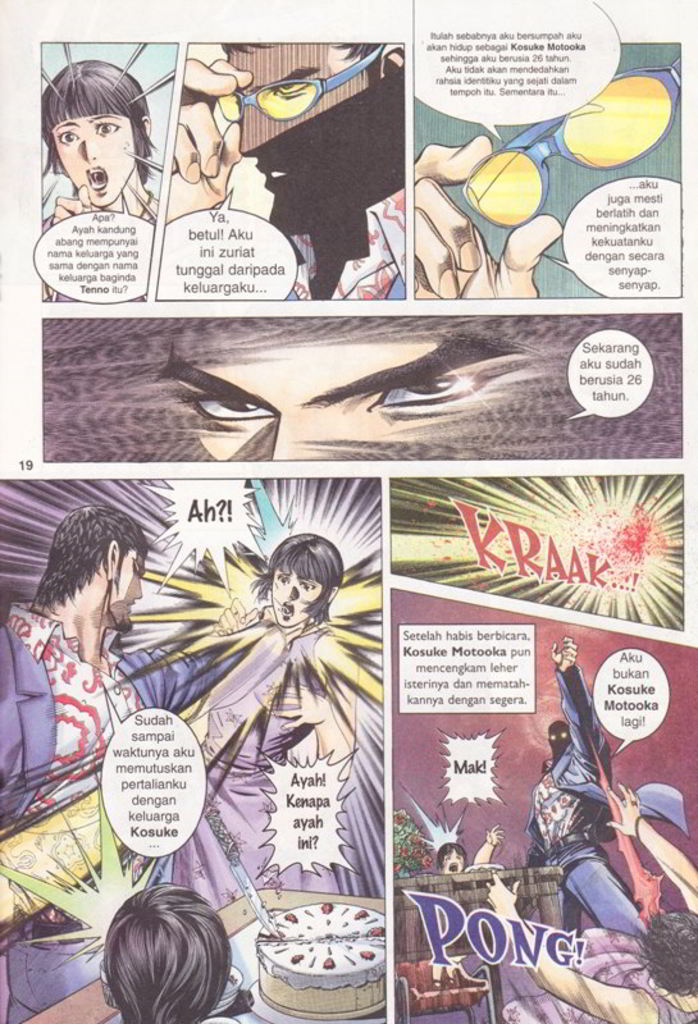 Apa?
Ayah kandung
abang mempunyai
nama keluarga yang
sama dengan nama
keluarga baginda
Tenno itu?
Ya,
betul! Aku
ini zuriat
tunggal daripada
keluargaku...
Itulah sebabnya aku bersumpah aku
akan hidup sebagai Kosuke Motooka
sehingga aku berusia 26 tahun.
Aku tidak akan mendedahkan
rahsia identitiku yang sejati dalam
tempoh itu. Sementara itu...
...aku
juga mesti
berlatih dan
meningkatkan
kekuatanku
dengan secara
senyap-
senyap.
Sekarang
aku sudah
berusia 26
tahun.
19
Ah?!
Sudah
sampai
waktunya aku
memutuskan
pertalianku
dengan
keluarga
Kosuke
...
Ayah!
Kenapa
ayah
ini?
KRAAK...!
Setelah habis berbicara,
Kosuke Motooka pun
mencengkam leher
isterinya dan mematah-
kannya dengan segera.
Aku
bukan
Kosuke
Motooka
lagi!
Mak!
PONG!